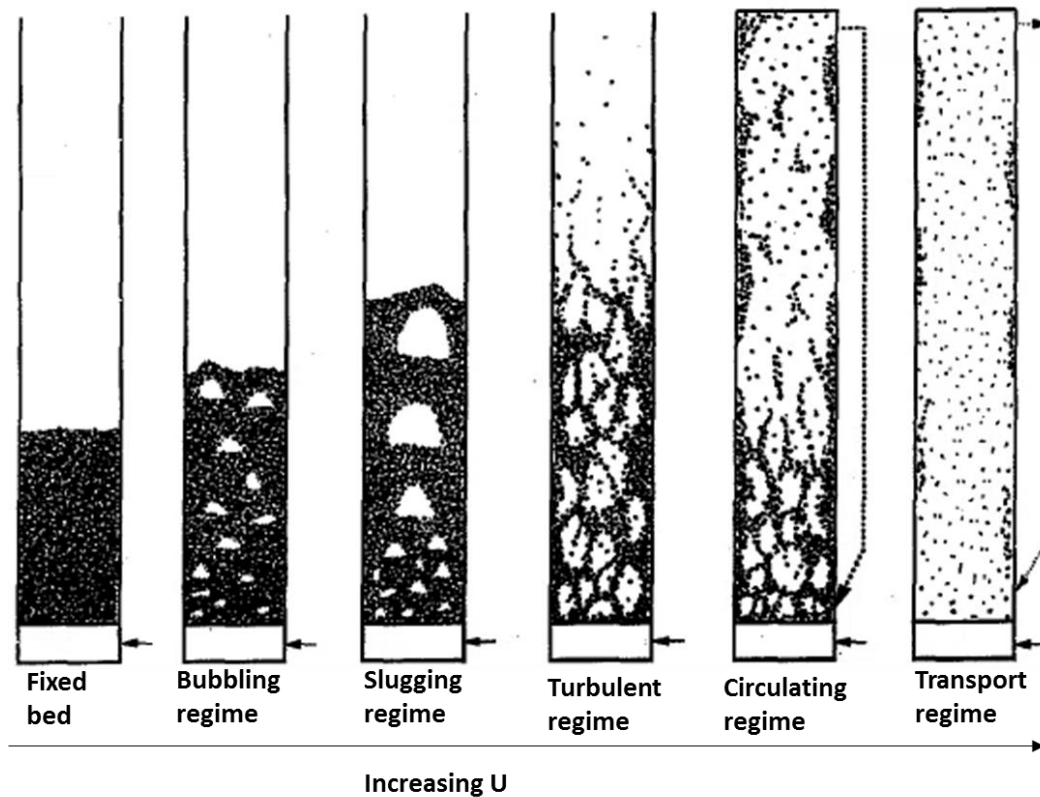 Fixed
bed
Bubbling
regime
Slugging
regime
Turbulent
regime
Circulating
regime
Transport
regime
Increasing U